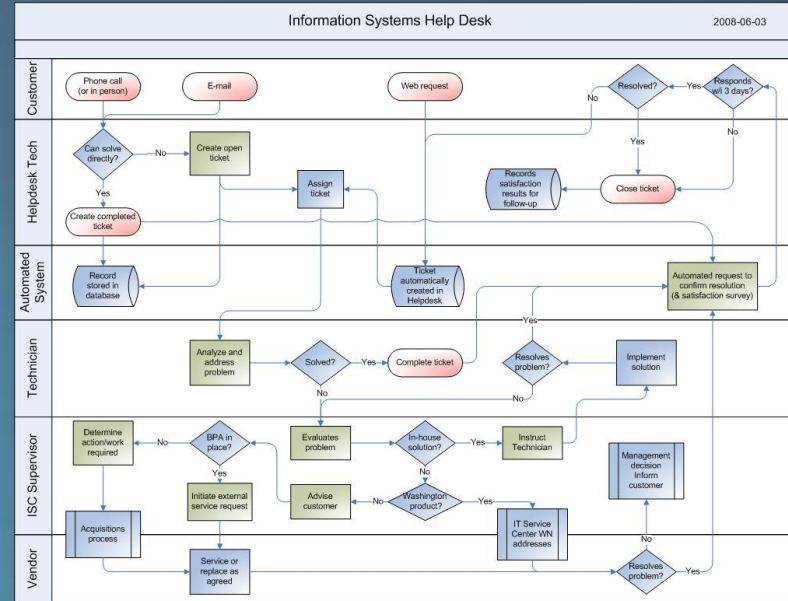 Information Systems Help Desk
2008-06-03
Customer
Phone call
(or in person)
E-mail
Web request
Resolved?
Yes
Responds
w/i 3 days?
No
Yes
No
Helpdesk Tech
Can solve
directly?
No
Create open
ticket
Assign
ticket
Records
satisfaction
results for
follow-up
Close ticket
Yes
Create completed
ticket
Automated
System
Record
stored in
database
Ticket
automatically
created in
Helpdesk
Automated request to
confirm resolution
(& satisfaction survey)
Yes
Technician
Analyze and
address
problem
Solved?
Yes
Complete ticket
Resolves
problem?
Implement
solution
No
No
ISC Supervisor
Determine
action/work
required
No
BPA in
place?
Evaluates
problem
In-house
solution?
Yes
Instruct
Technician
Management
decision
Inform
customer
Yes
No
Initiate external
service request
Advise
customer
No
Washington
product?
Yes
Acquisitions
process
IT Service
Center WN
addresses
No
Vendor
Service or
replace as
agreed
Resolves
problem?
Yes